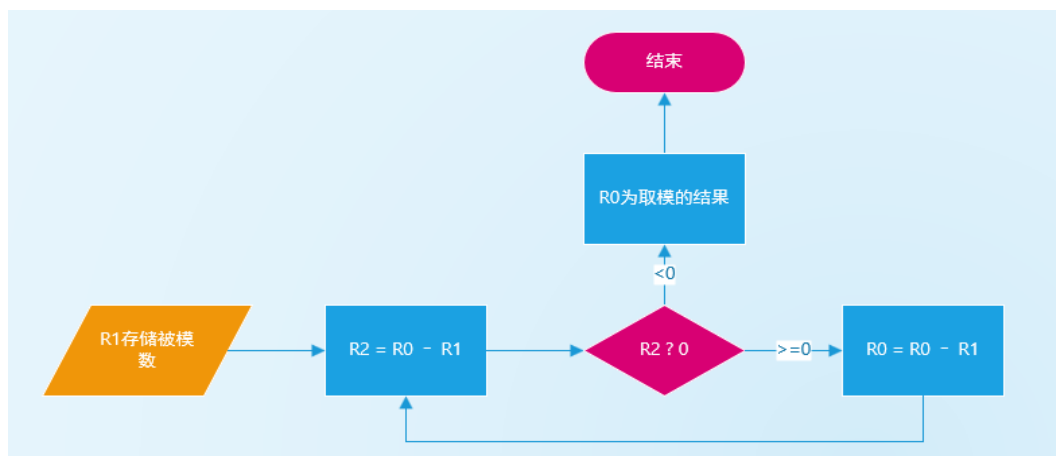 结束
R0为取模的结果
<0
R1存储被模
数
R2 = R0 - R1
R2 ? 0
>=0
R0 = R0 - R1